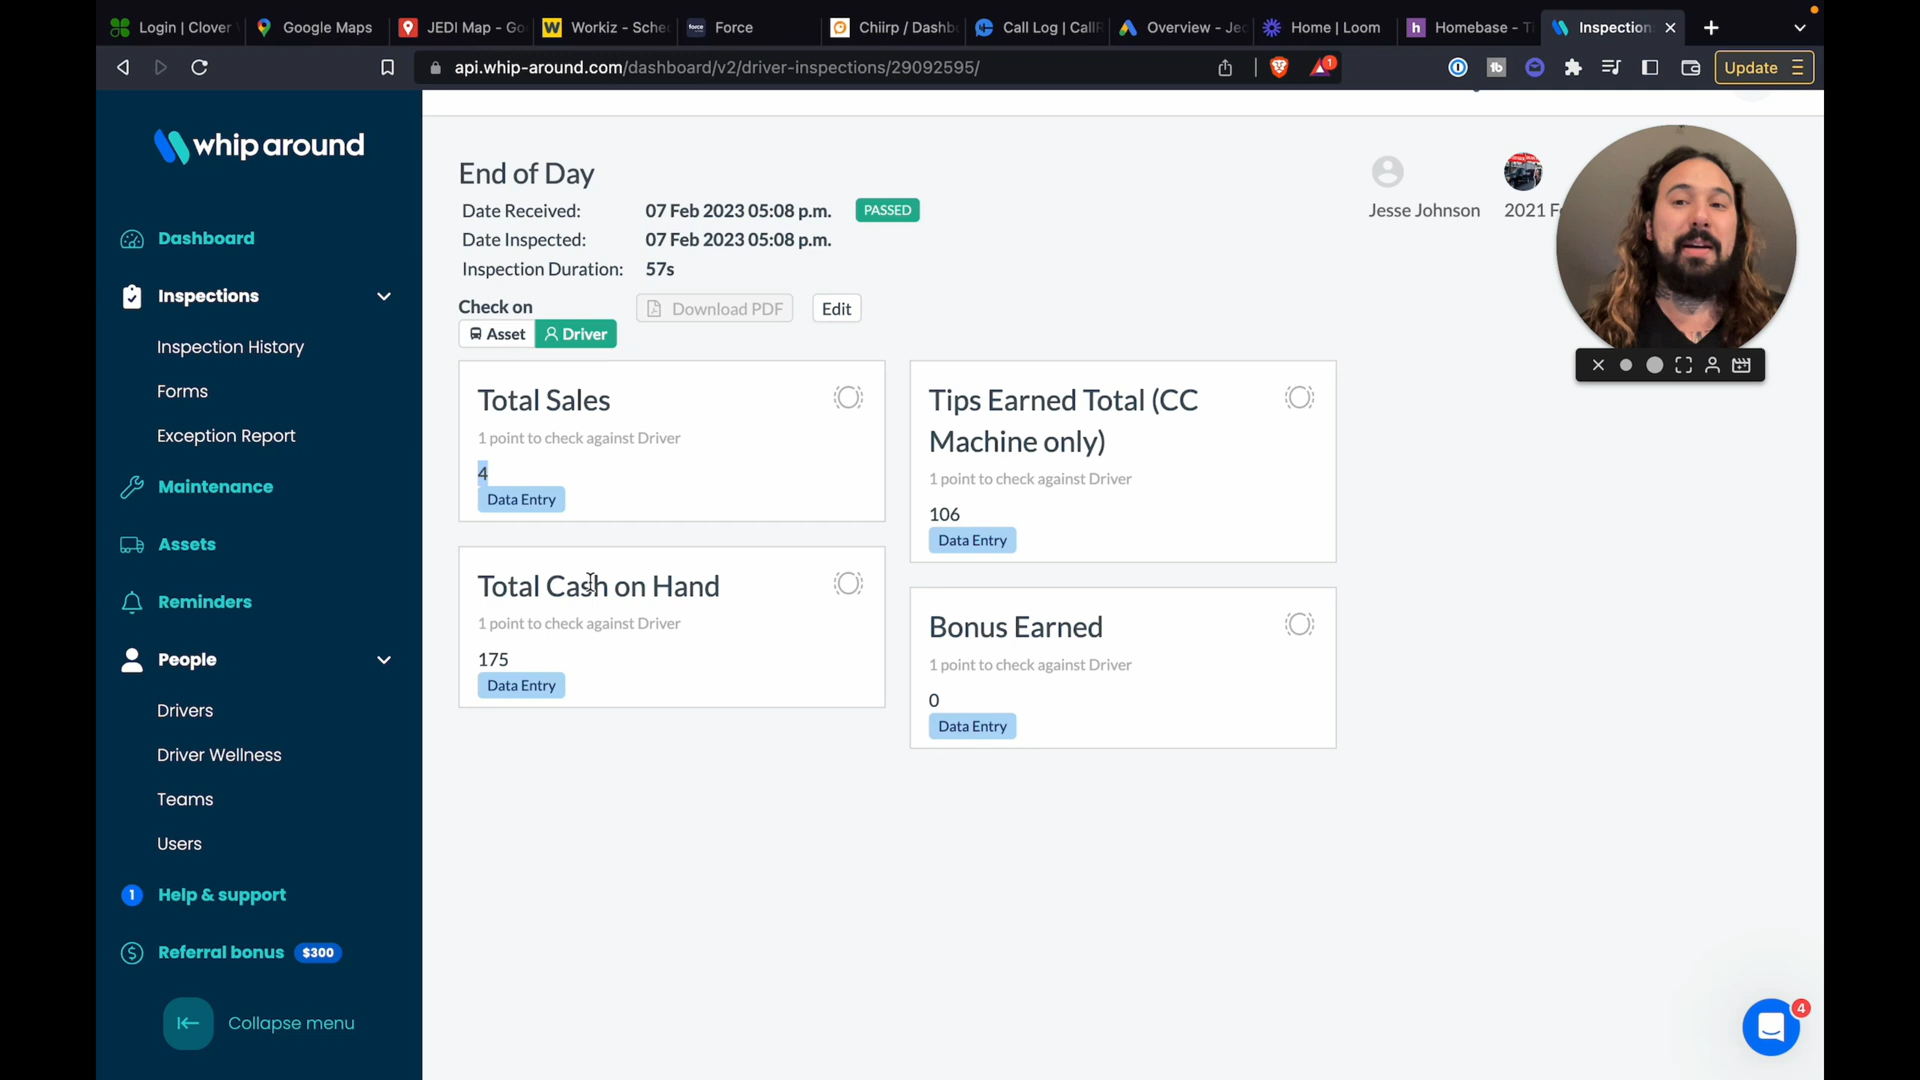 Login | Clover
Google Maps
JEDI Map - Go
Workiz - Sche
Force
Chiirp / Dashb
Call Log | CallR
Overview - Jec
Home | Loom
Homebase - Ti
Inspection
api.whip-around.com/dashboard/v2/driver-inspections/29092595/
1
Update
whip around
Dashboard
Inspections
Inspection History
Forms
Exception Report
Maintenance
Assets
Reminders
People
Drivers
Driver Wellness
Teams
Users
1
Help & support
Referral bonus $300
Collapse menu
End of Day
Date Received: 07 Feb 2023 05:08 p.m. PASSED
Date Inspected: 07 Feb 2023 05:08 p.m.
Inspection Duration: 57s
Jesse Johnson
2021 F
Check on
Download PDF
Edit
Asset
Driver
Total Sales
1 point to check against Driver
4
Data Entry
Tips Earned Total (CC
Machine only)
1 point to check against Driver
106
Data Entry
Total Cash on Hand
1 point to check against Driver
175
Data Entry
Bonus Earned
1 point to check against Driver
0
Data Entry
4